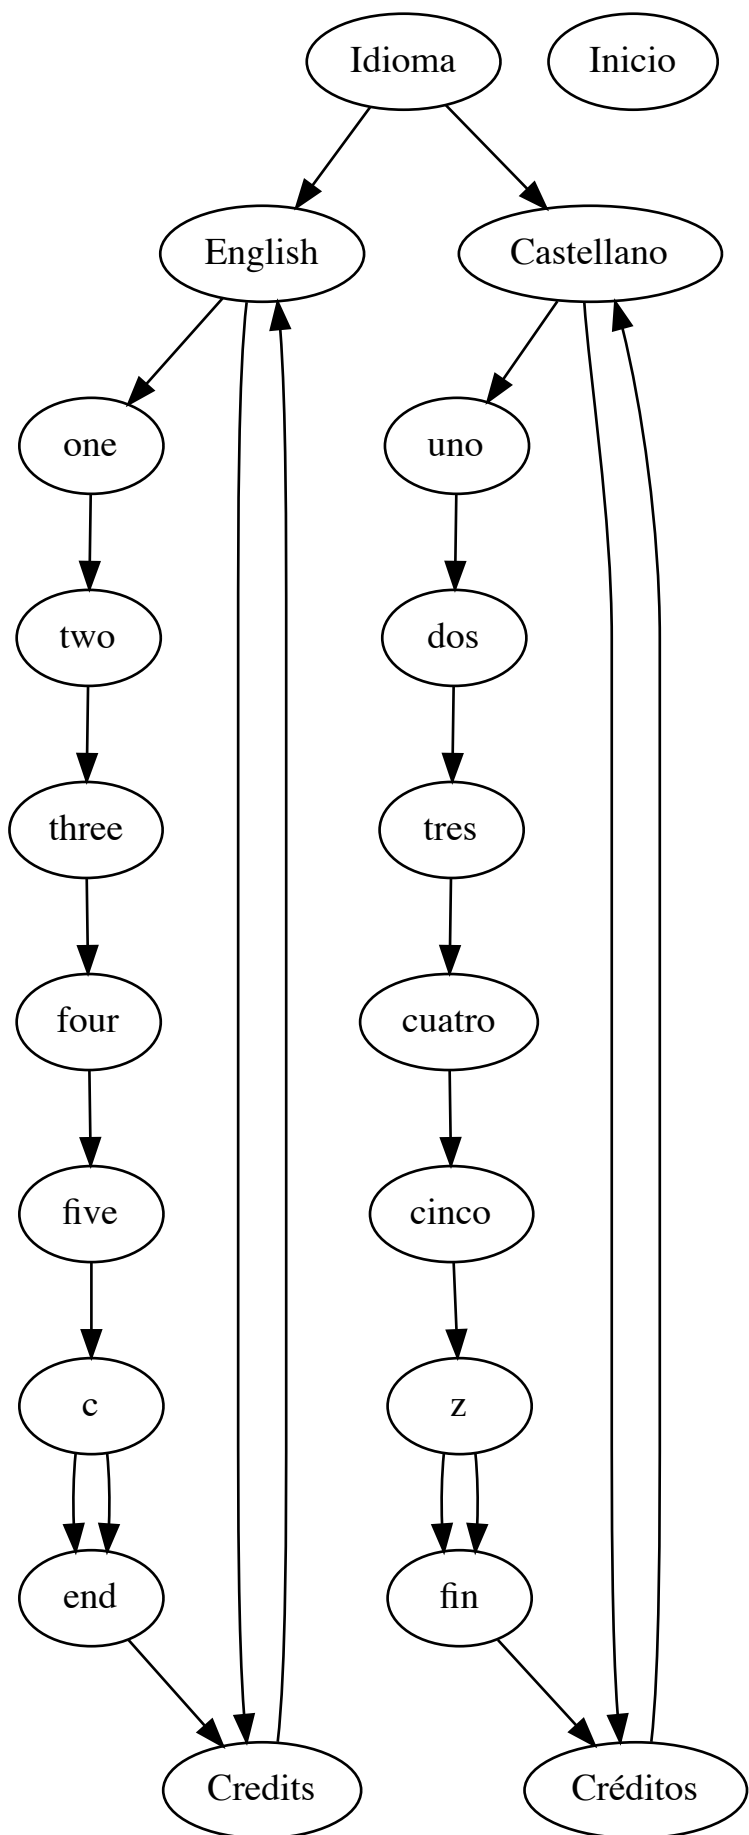 Idioma
Inicio
English
Castellano
one
uno
two
dos
three
tres
four
cuatro
five
cinco
c
z
end
fin
Credits
Créditos